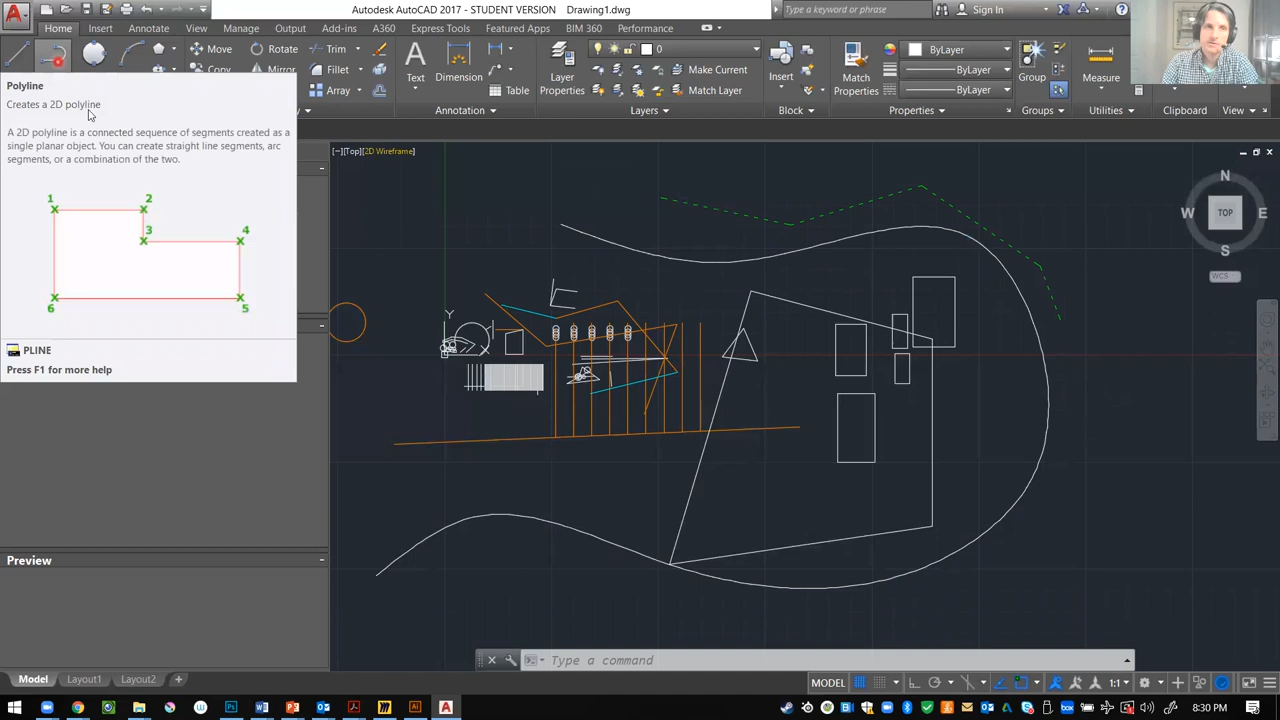 Autodesk AutoCAD 2017 - STUDENT VERSION Drawing1.dwg
Type a keyword or phrase
Sign In
Home Insert Annotate Manage Output View Add-ins A360 Express Tools Featured Apps BIM 360 Performance
Move Rotate Trim
Copy Mirror Fillet
Array
Text Dimension
Table
Layer
Properties
0
Make Current
Match Layer
Layers
Insert
Block
Match
Properties
ByLayer
ByLayer
ByLayer
Properties
Group
Groups
Measure
Utilities
Clipboard
View
Polyline
Creates a 2D polyline
A 2D polyline is a connected sequence of segments created as a
single planar object. You can create straight line segments, arc
segments, or a combination of the two.
1 2
3 4
6 5
PLINE
Press F1 for more help
Preview
[−][Top][2D Wireframe]
N
W TOP E
S
WCS
Y
X
Type a command
Model Layout1 Layout2 +
MODEL 1:1
8:30 PM